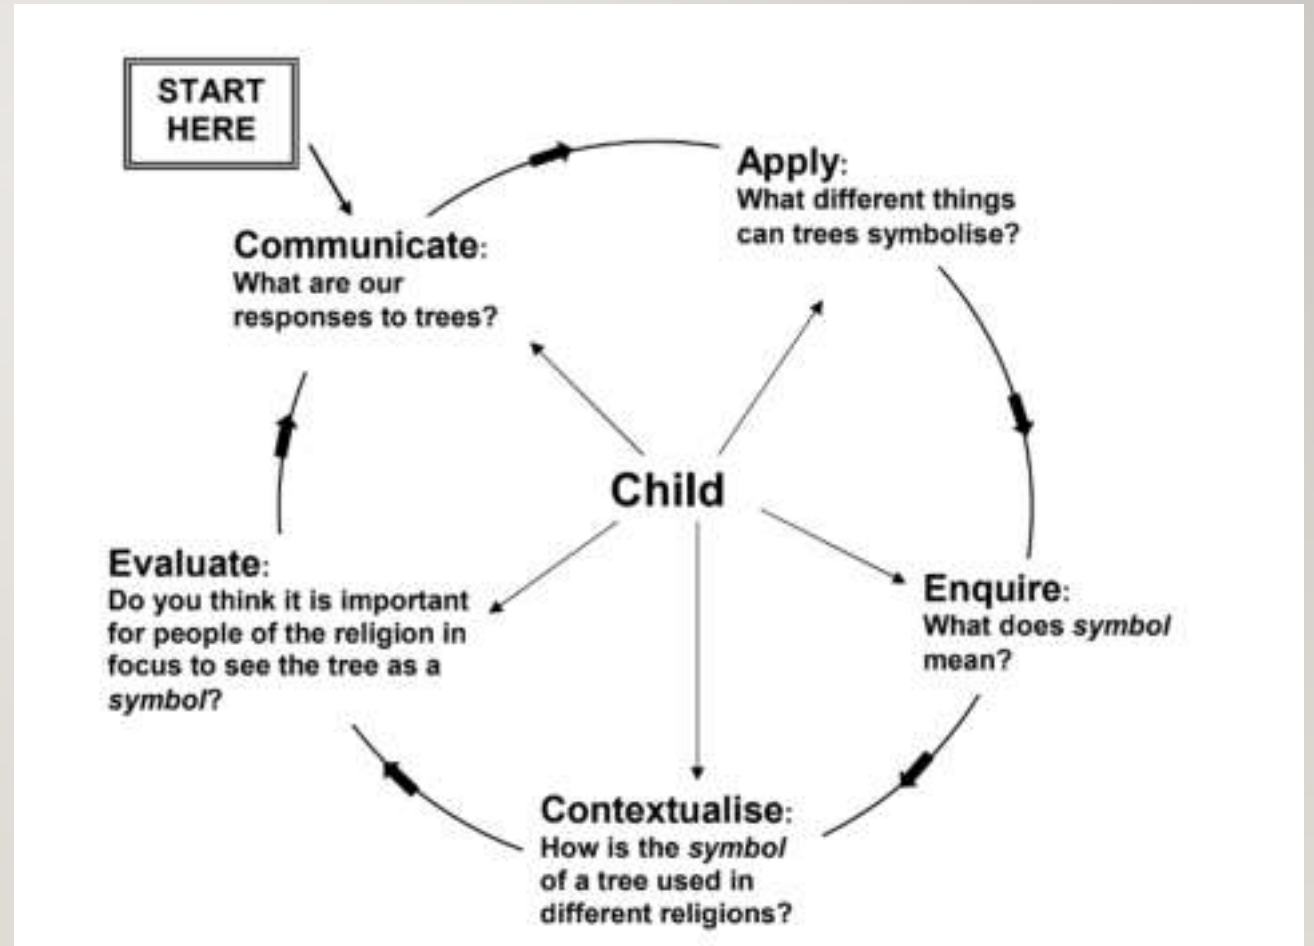 START
HERE
Communicate:
What are our
responses to trees?
Apply:
What different things
can trees symbolise?
Child
Enquire:
What does symbol
mean?
Contextualise:
How is the symbol
of a tree used in
different religions?
Evaluate:
Do you think it is important
for people of the religion in
focus to see the tree as a
symbol?